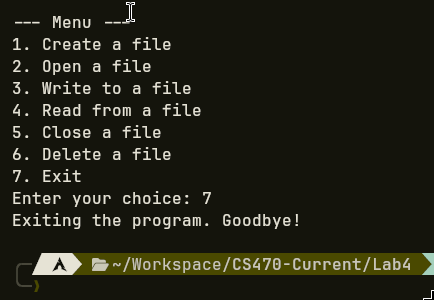 --- Menu ---
1. Create a file
2. Open a file
3. Write to a file
4. Read from a file
5. Close a file
6. Delete a file
7. Exit
Enter your choice: 7
Exiting the program. Goodbye!
~/Workspace/CS470-Current/Lab4